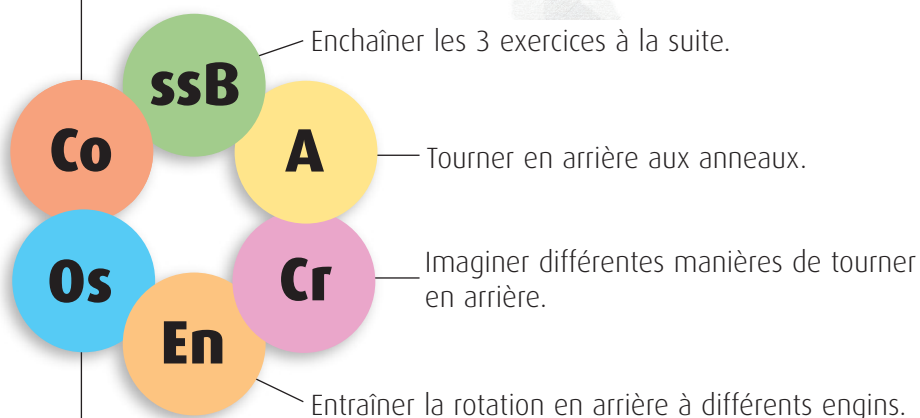 Enchaîner les 3 exercices à la suite.
ssB
Co
A
Tourner en arrière aux anneaux.
Os
Cr
Imaginer différentes manières de tourner
en arrière.
En
Entraîner la rotation en arrière à différents engins.